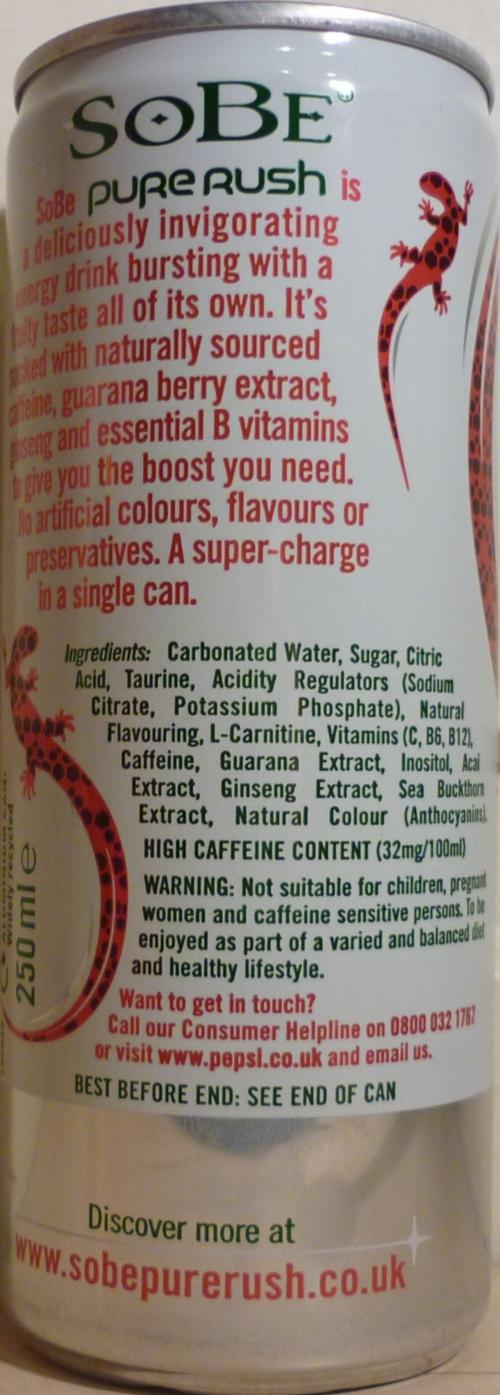 SoBe
SoBe pure rush is
a deliciously invigorating
energy drink bursting with a
fruity taste all of its own. It's
packed with naturally sourced
caffeine, guarana berry extract,
ginseng and essential B vitamins
to give you the boost you need.
No artificial colours, flavours or
preservatives. A super-charge
in a single can.
Ingredients: Carbonated Water, Sugar, Citric
Acid, Taurine, Acidity Regulators (Sodium
Citrate, Potassium Phosphate), Natural
Flavouring, L-Carnitine, Vitamins (C, B6, B12),
Caffeine, Guarana Extract, Inositol, Acai
Extract, Ginseng Extract, Sea Buckthorn
Extract, Natural Colour (Anthocyanins).
HIGH CAFFEINE CONTENT (32mg/100ml)
WARNING: Not suitable for children, pregnant
women and caffeine sensitive persons. To be
enjoyed as part of a varied and balanced diet
and healthy lifestyle.
Want to get in touch?
Call our Consumer Helpline on 0800 032 1767
or visit www.pepsi.co.uk and email us.
BEST BEFORE END: SEE END OF CAN
Widely recycled
250 ml e
Discover more at
www.sobepurerush.co.uk